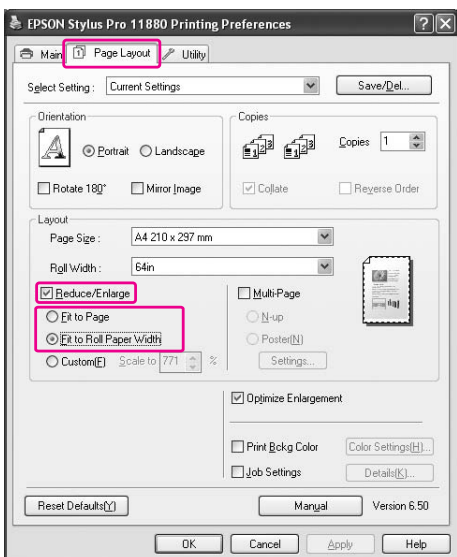 EPSON Stylus Pro 11880 Printing Preferences
Main Page Layout Utility
Select Setting : Current Settings Save/Del...
Orientation
Portrait Landscape
Rotate 180° Mirror Image
Copies
Copies 1
Collate Reverse Order
Layout
Page Size : A4 210 x 297 mm
Roll Width : 64in
Reduce/Enlarge
Fit to Page
Fit to Roll Paper Width
Custom(F) Scale to 771 %
Multi-Page
N-up
Poster(N)
Settings...
Optimize Enlargement
Print Bckg Color Color Settings(H)...
Job Settings Details(K)...
Reset Defaults(Y) Manual Version 6.50
OK Cancel Apply Help